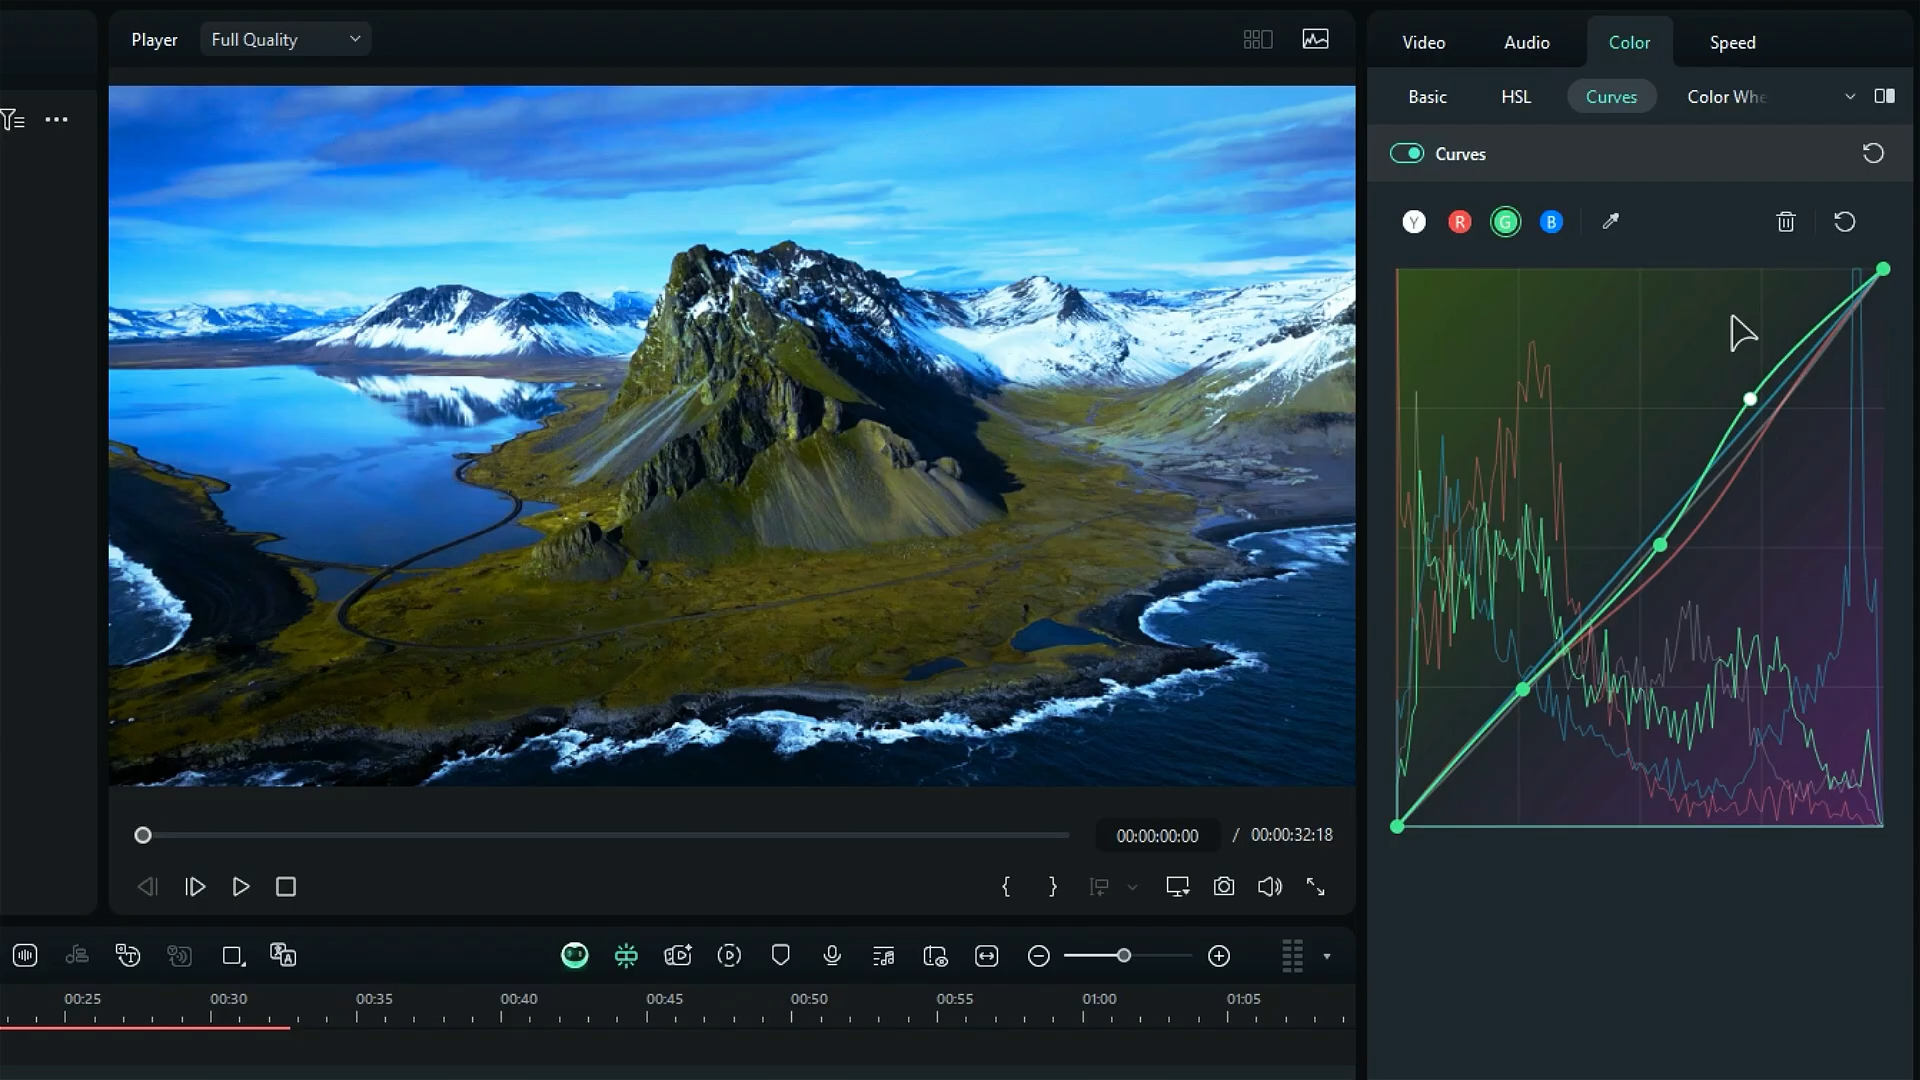 Player Full Quality
Video Audio Color Speed
Basic HSL Curves Color Whe
Curves
Y R G B
00:00:00:00 / 00:00:32:18
00:25 00:30 00:35 00:40 00:45 00:50 00:55 01:00 01:05